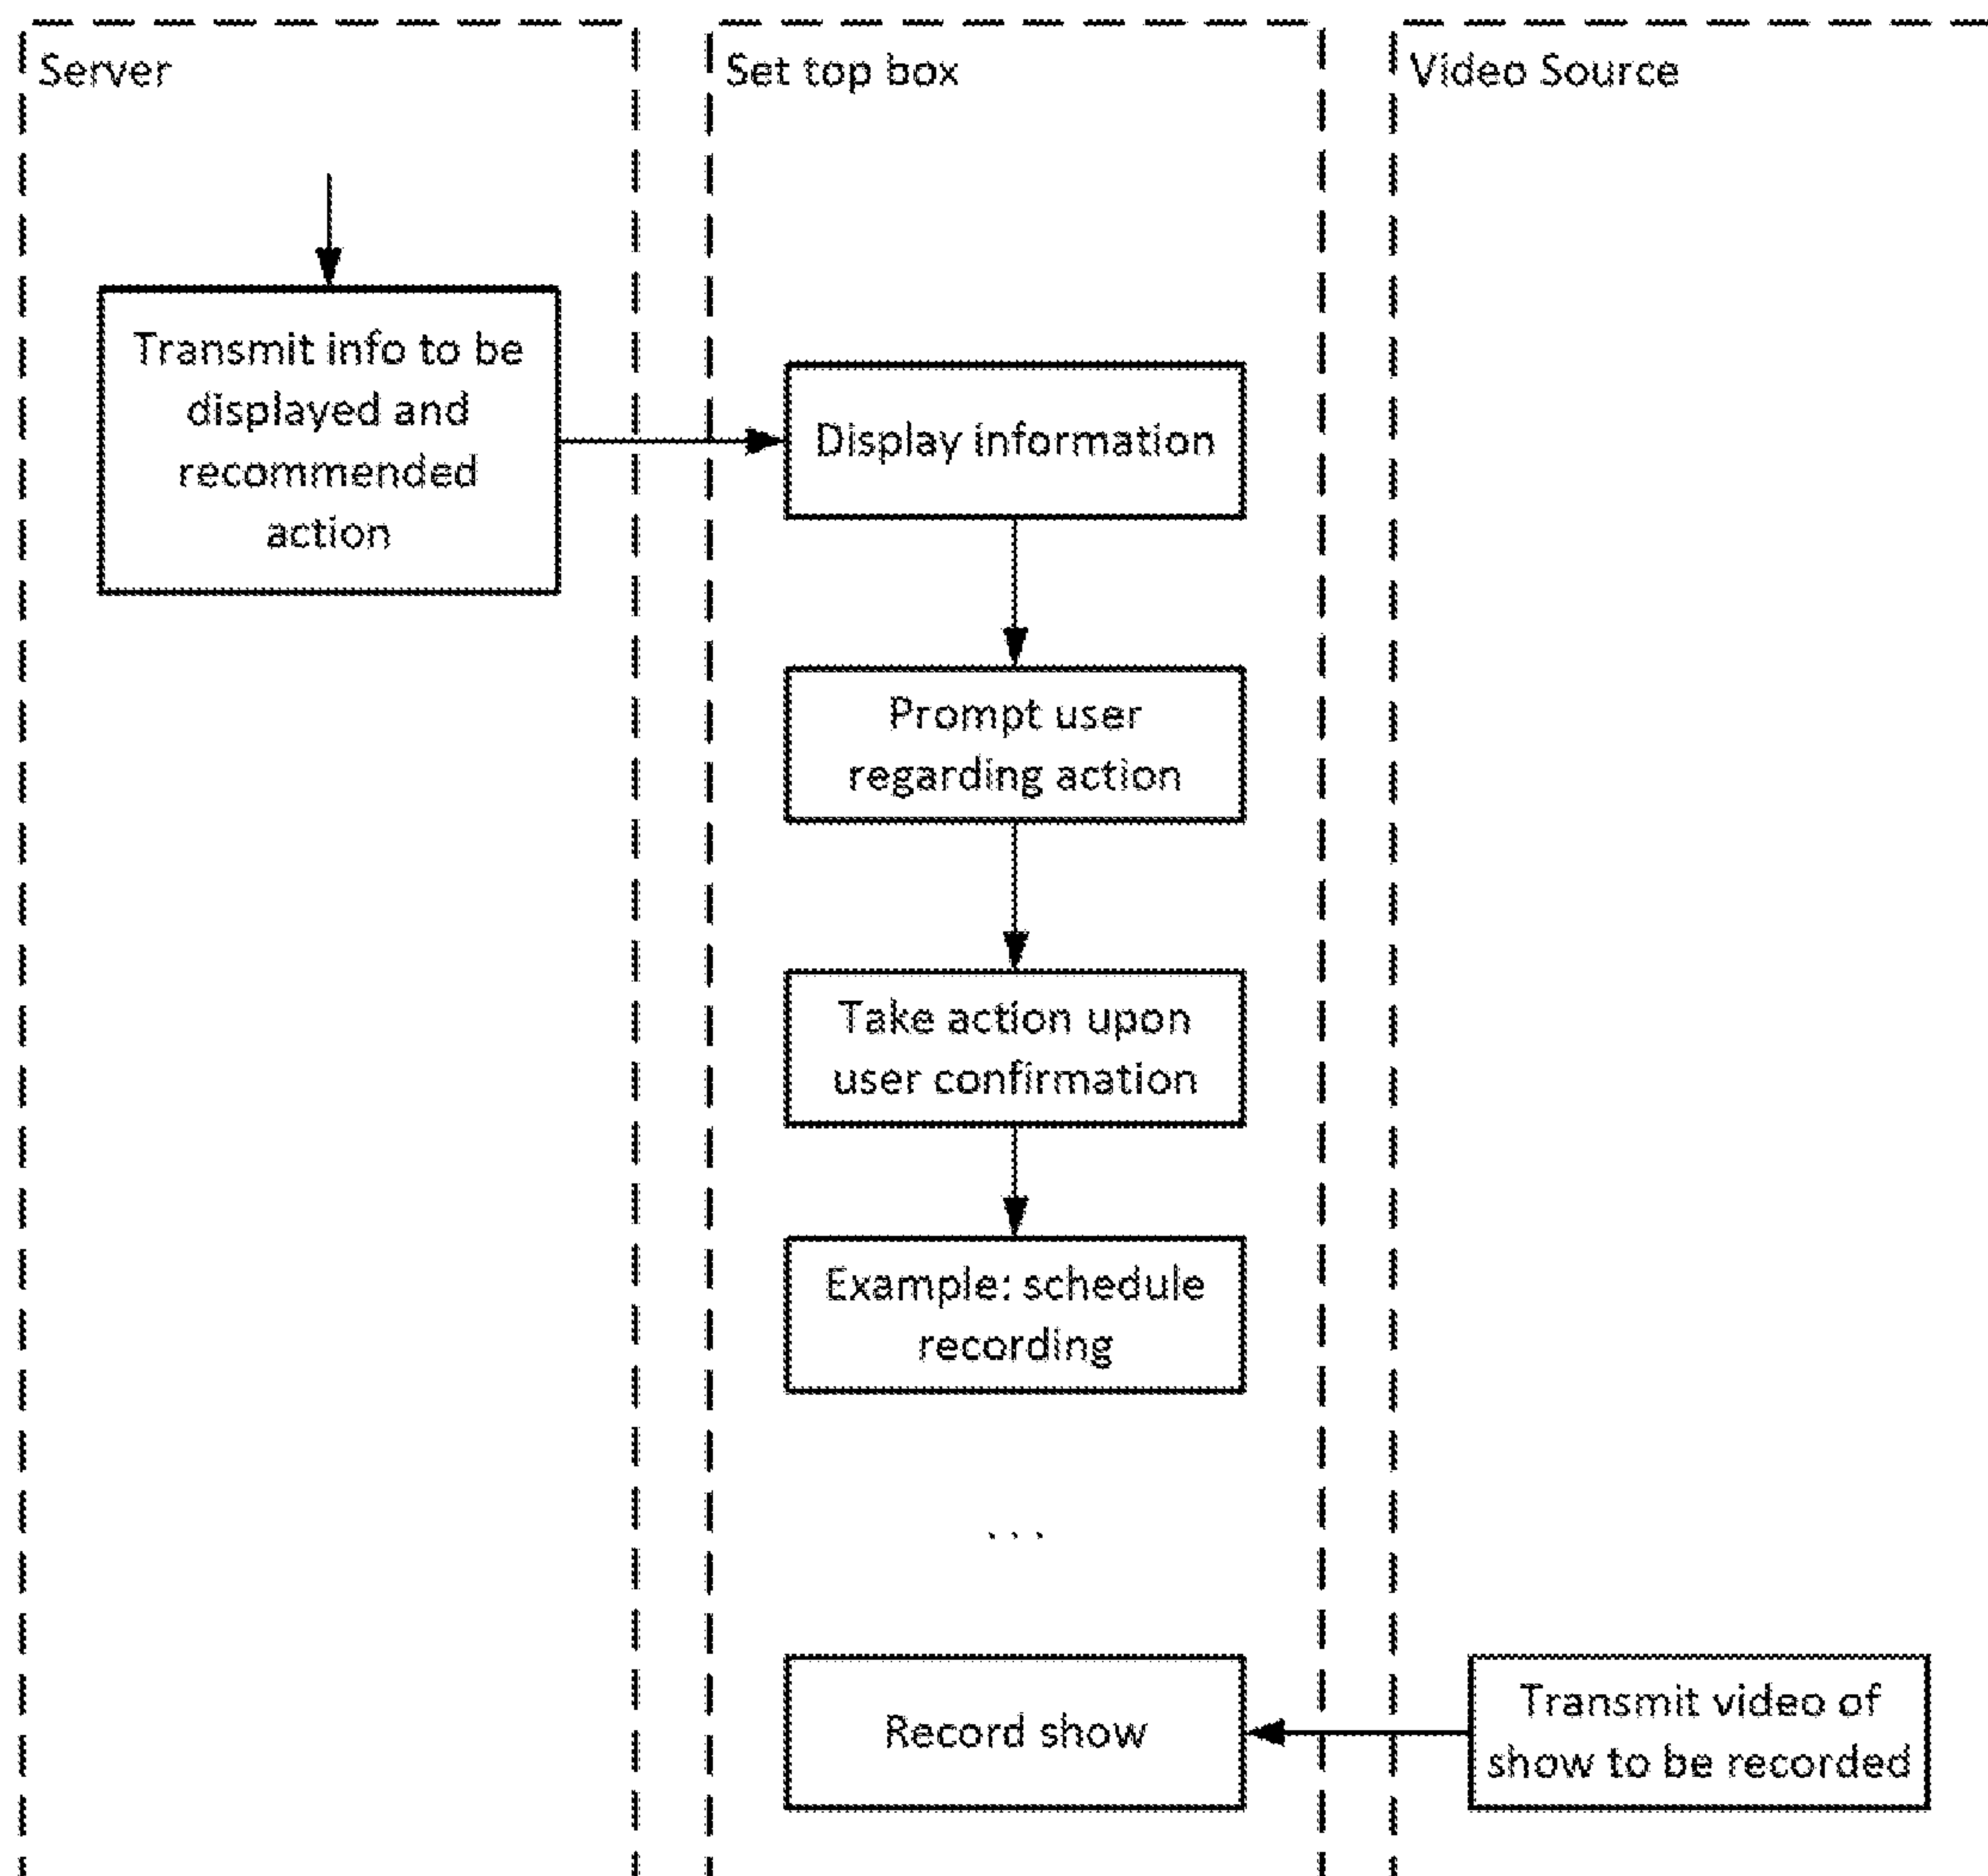 Server
Set top box
Video Source
Transmit info to be
displayed and
recommended
action
Display information
Prompt user
regarding action
Take action upon
user confirmation
Example: schedule
recording
. . .
Record show
Transmit video of
show to be recorded